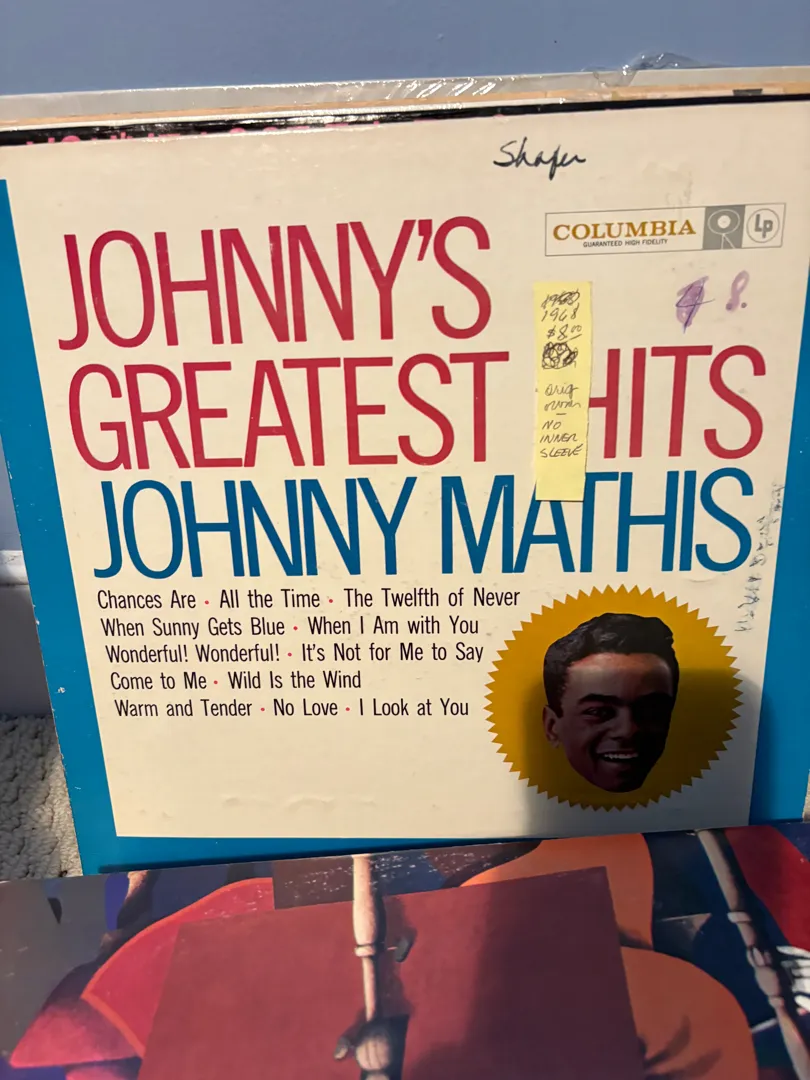 Shafer
COLUMBIA Lp
GUARANTEED HIGH FIDELITY
JOHNNY'S
8.
1968
$8.00
GREATEST HITS
orig
NO
INNER
SLEEVE
JOHNNY MATHIS
Chances Are • All the Time • The Twelfth of Never
When Sunny Gets Blue • When I Am with You
Wonderful! Wonderful! • It's Not for Me to Say
Come to Me • Wild Is the Wind
Warm and Tender • No Love • I Look at You